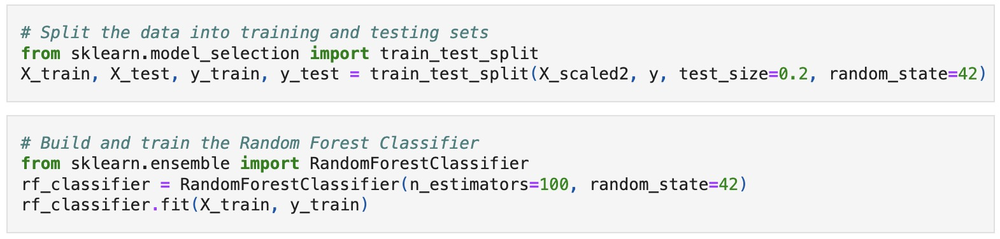 # Split the data into training and testing sets
from sklearn.model_selection import train_test_split
X_train, X_test, y_train, y_test = train_test_split(X_scaled2, y, test_size=0.2, random_state=42)
# Build and train the Random Forest Classifier
from sklearn.ensemble import RandomForestClassifier
rf_classifier = RandomForestClassifier(n_estimators=100, random_state=42)
rf_classifier.fit(X_train, y_train)